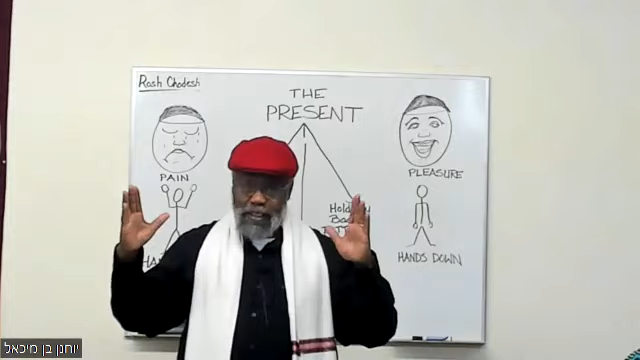 Rosh Chodesh
THE
PRESENT
PAIN
PLEASURE
HANDS DOWN
יוחנן בן מיכאל